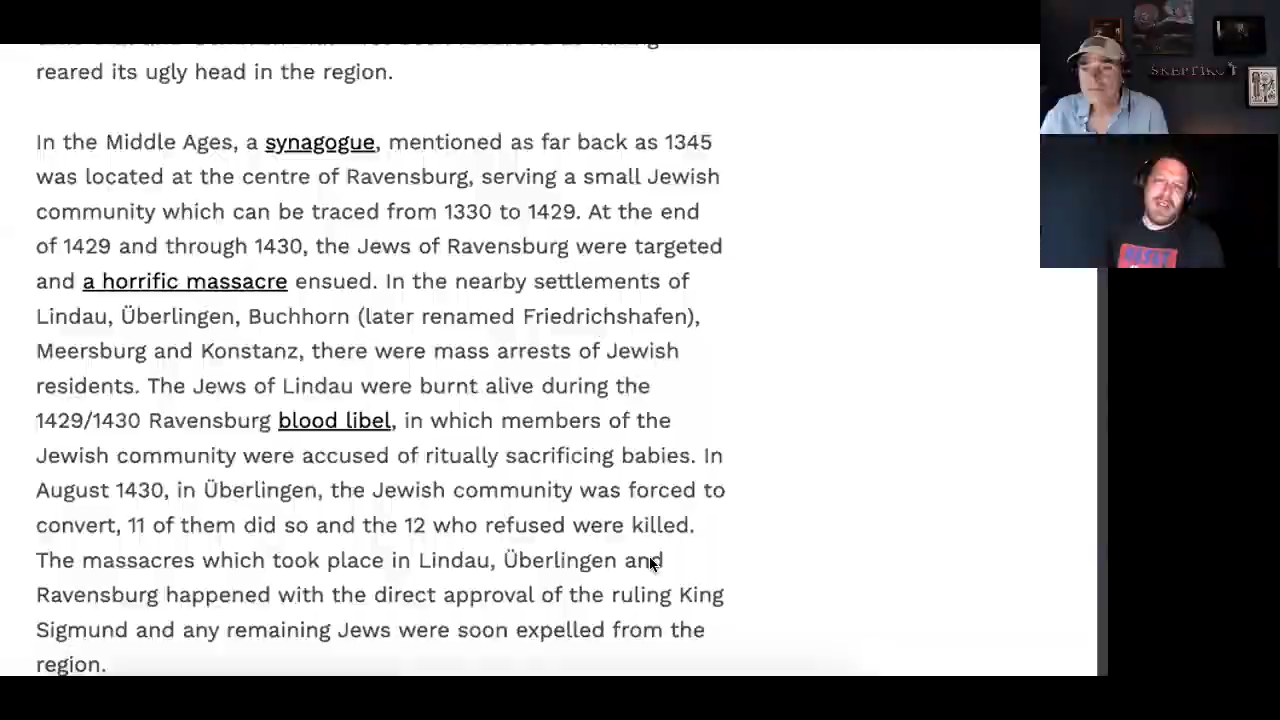 reared its ugly head in the region.
In the Middle Ages, a synagogue, mentioned as far back as 1345
was located at the centre of Ravensburg, serving a small Jewish
community which can be traced from 1330 to 1429. At the end
of 1429 and through 1430, the Jews of Ravensburg were targeted
and a horrific massacre ensued. In the nearby settlements of
Lindau, Überlingen, Buchhorn (later renamed Friedrichshafen),
Meersburg and Konstanz, there were mass arrests of Jewish
residents. The Jews of Lindau were burnt alive during the
1429/1430 Ravensburg blood libel, in which members of the
Jewish community were accused of ritually sacrificing babies. In
August 1430, in Überlingen, the Jewish community was forced to
convert, 11 of them did so and the 12 who refused were killed.
The massacres which took place in Lindau, Überlingen and
Ravensburg happened with the direct approval of the ruling King
Sigmund and any remaining Jews were soon expelled from the
region.